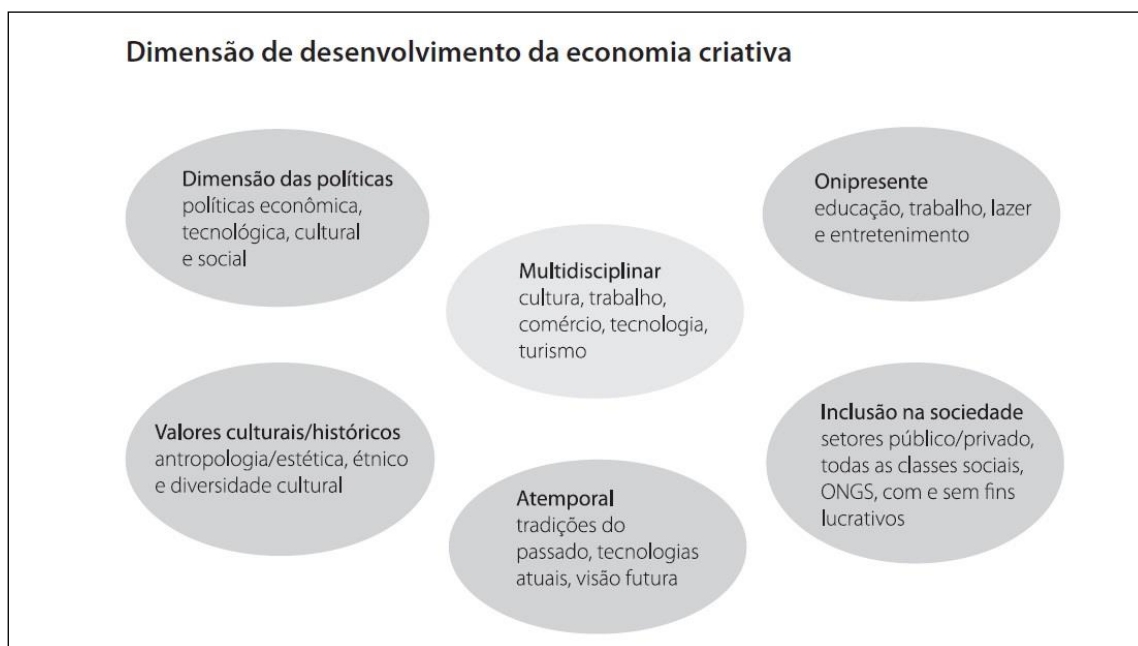 Dimensão de desenvolvimento da economia criativa
Dimensão das políticas
políticas econômica,
tecnológica, cultural
e social
Onipresente
educação, trabalho, lazer
e entretenimento
Multidisciplinar
cultura, trabalho,
comércio, tecnologia,
turismo
Valores culturais/históricos
antropologia/estética, étnico
e diversidade cultural
Inclusão na sociedade
setores público/privado,
todas as classes sociais,
ONGS, com e sem fins
lucrativos
Atemporal
tradições do
passado, tecnologias
atuais, visão futura